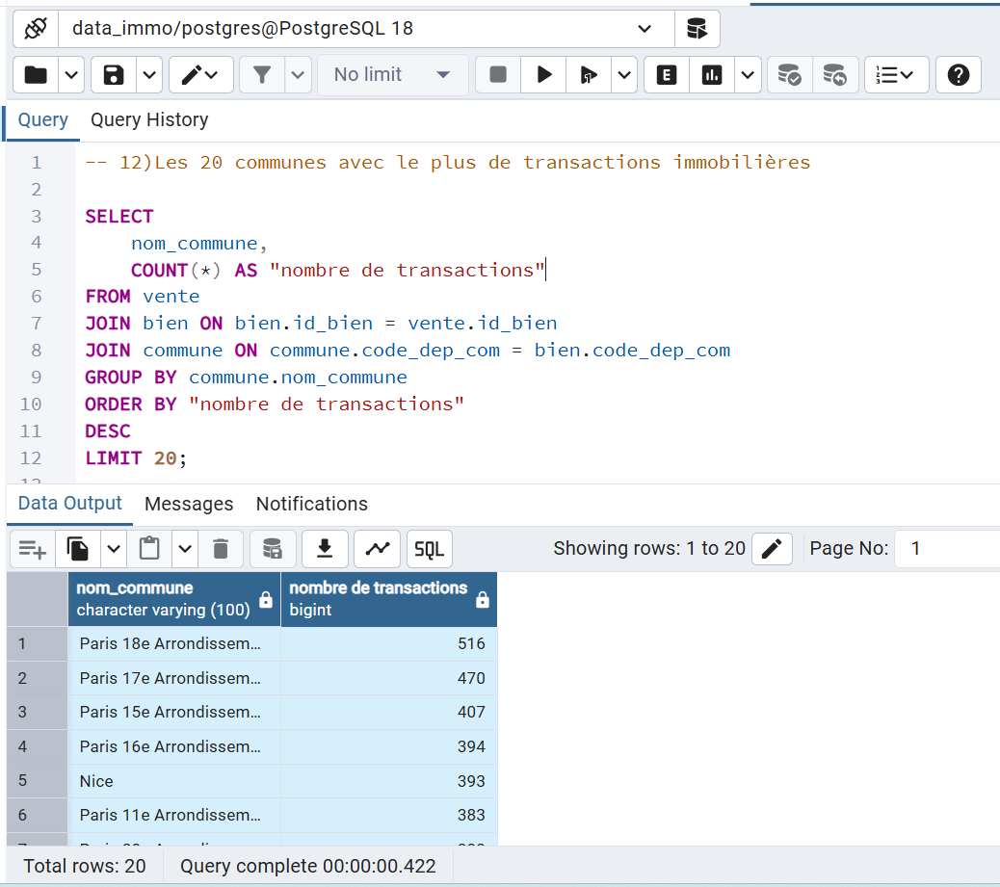 data_immo/postgres@PostgreSQL 18
No limit
E
Query Query History
1 -- 12)Les 20 communes avec le plus de transactions immobilières
2
3 SELECT
4 nom_commune,
5 COUNT(*) AS "nombre de transactions"
6 FROM vente
7 JOIN bien ON bien.id_bien = vente.id_bien
8 JOIN commune ON commune.code_dep_com = bien.code_dep_com
9 GROUP BY commune.nom_commune
10 ORDER BY "nombre de transactions"
11 DESC
12 LIMIT 20;
Data Output Messages Notifications
SQL Showing rows: 1 to 20 Page No: 1
nom_commune nombre de transactions
character varying (100) bigint
1 Paris 18e Arrondissem... 516
2 Paris 17e Arrondissem... 470
3 Paris 15e Arrondissem... 407
4 Paris 16e Arrondissem... 394
5 Nice 393
6 Paris 11e Arrondissem... 383
Total rows: 20 Query complete 00:00:00.422